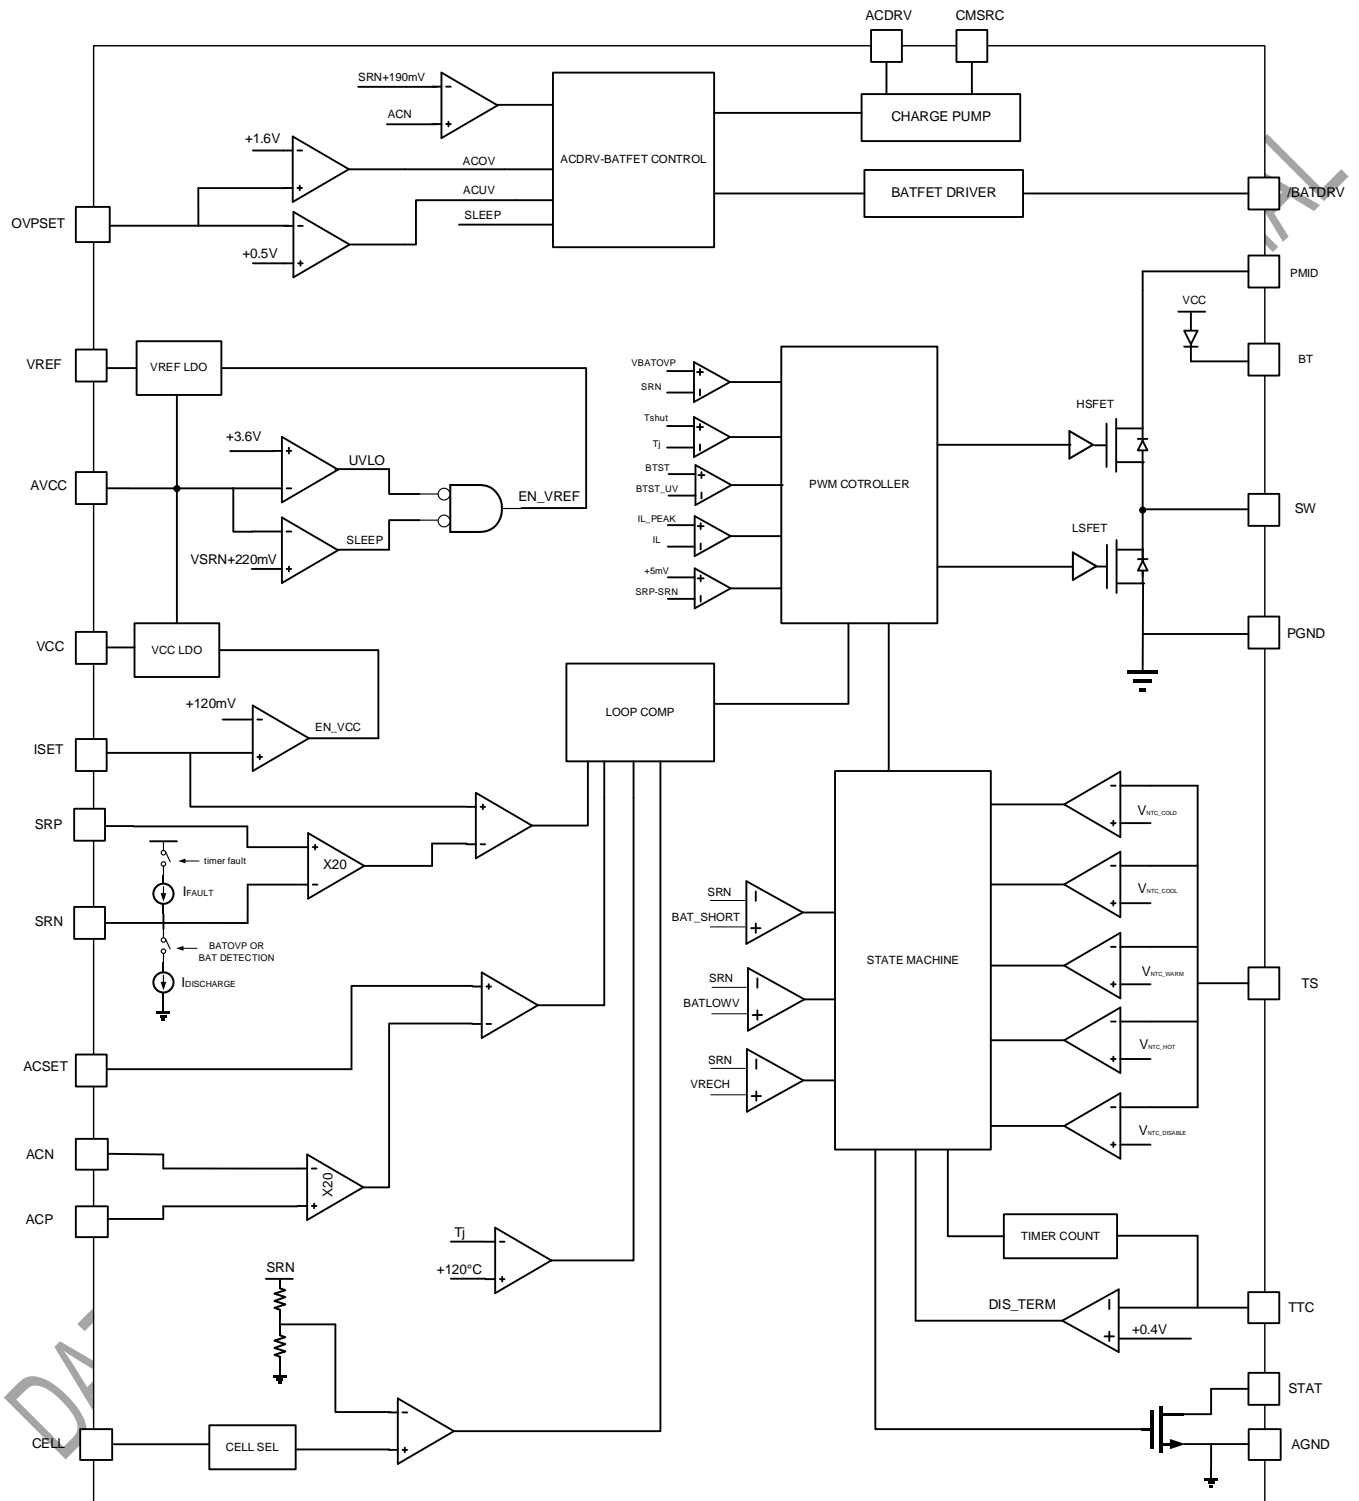 ACDRV CMSRC
SRN+190mV
ACN
CHARGE PUMP
+1.6V
ACOV
ACDRV-BATFET CONTROL
ACUV
BATFET DRIVER
/BATDRV
OVPSET
SLEEP
+0.5V
PMID
VCC
VREF
VREF LDO
BT
VBATOVP
SRN
HSFET
Tshut
Tj
+3.6V
UVLO
BTST
BTST_UV
AVCC
EN_VREF
PWM COTROLLER
SW
IL_PEAK
IL
LSFET
SLEEP
VSRN+220mV
+5mV
SRP-SRN
VCC
VCC LDO
PGND
+120mV
EN_VCC
LOOP COMP
ISET
SRP
X20
timer fault
IFAULT
SRN
BATOVP OR
BAT DETECTION
IDISCHARGE
VNTC_COLD
VNTC_COOL
SRN
BAT_SHORT
STATE MACHINE
VNTC_WARM
TS
SRN
BATLOWV
VNTC_HOT
SRN
VRECH
ACSET
VNTC_DISABLE
ACN
X20
ACP
Tj
+120°C
TIMER COUNT
SRN
DIS_TERM
+0.4V
TTC
STAT
CELL
CELL SEL
AGND